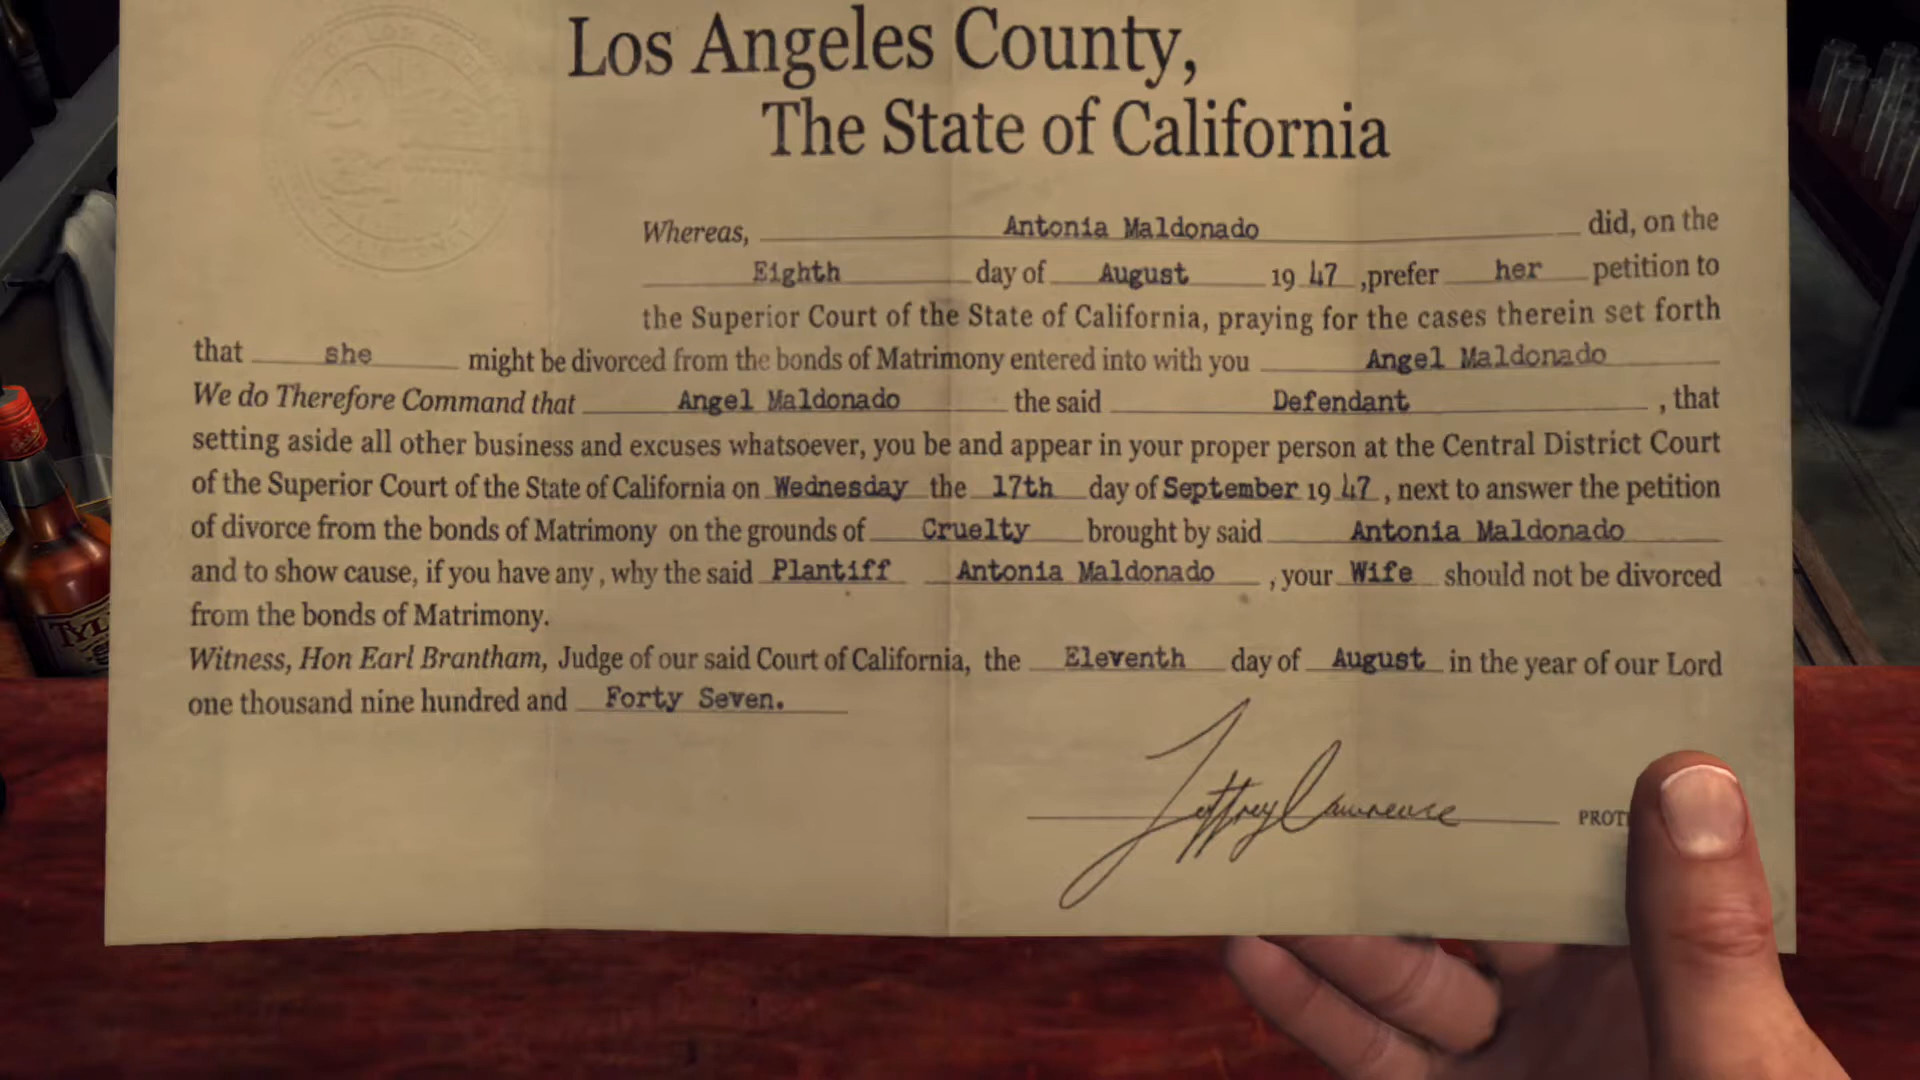 Los Angeles County,
The State of California
Whereas, Antonia Maldonado did, on the
Eighth day of August 19 47 ,prefer her petition to
the Superior Court of the State of California, praying for the cases therein set forth
that she might be divorced from the bonds of Matrimony entered into with you Angel Maldonado
We do Therefore Command that Angel Maldonado the said Defendant , that
setting aside all other business and excuses whatsoever, you be and appear in your proper person at the Central District Court
of the Superior Court of the State of California on Wednesday the 17th day of September 19 47 , next to answer the petition
of divorce from the bonds of Matrimony on the grounds of Cruelty brought by said Antonia Maldonado
and to show cause, if you have any , why the said Plantiff Antonia Maldonado , your Wife should not be divorced
from the bonds of Matrimony.
Witness, Hon Earl Brantham, Judge of our said Court of California, the Eleventh day of August in the year of our Lord
one thousand nine hundred and Forty Seven.
Jeffrey Lawrence